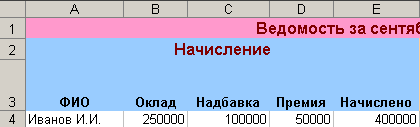 A B C D E
1 Ведомость за сентяб
2 Начисление
3 ФИО Оклад Надбавка Премия Начислено
4 Иванов И.И. 250000 100000 50000 400000